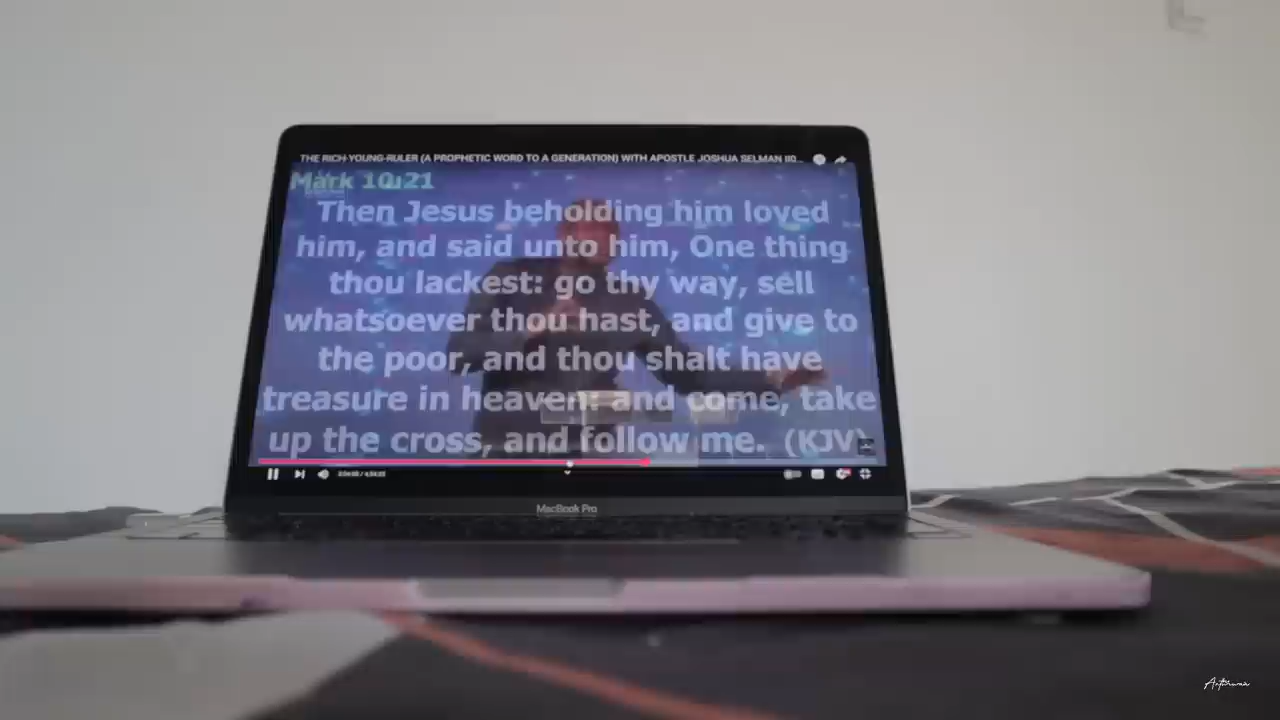 THE RICH-YOUNG-RULER (A PROPHETIC WORD TO A GENERATION) WITH APOSTLE JOSHUA SELMAN
Mark 10:21
Then Jesus beholding him loved
him, and said unto him, One thing
thou lackest: go thy way, sell
whatsoever thou hast, and give to
the poor, and thou shalt have
treasure in heaven: and come, take
up the cross, and follow me. (KJV)
MacBook Pro